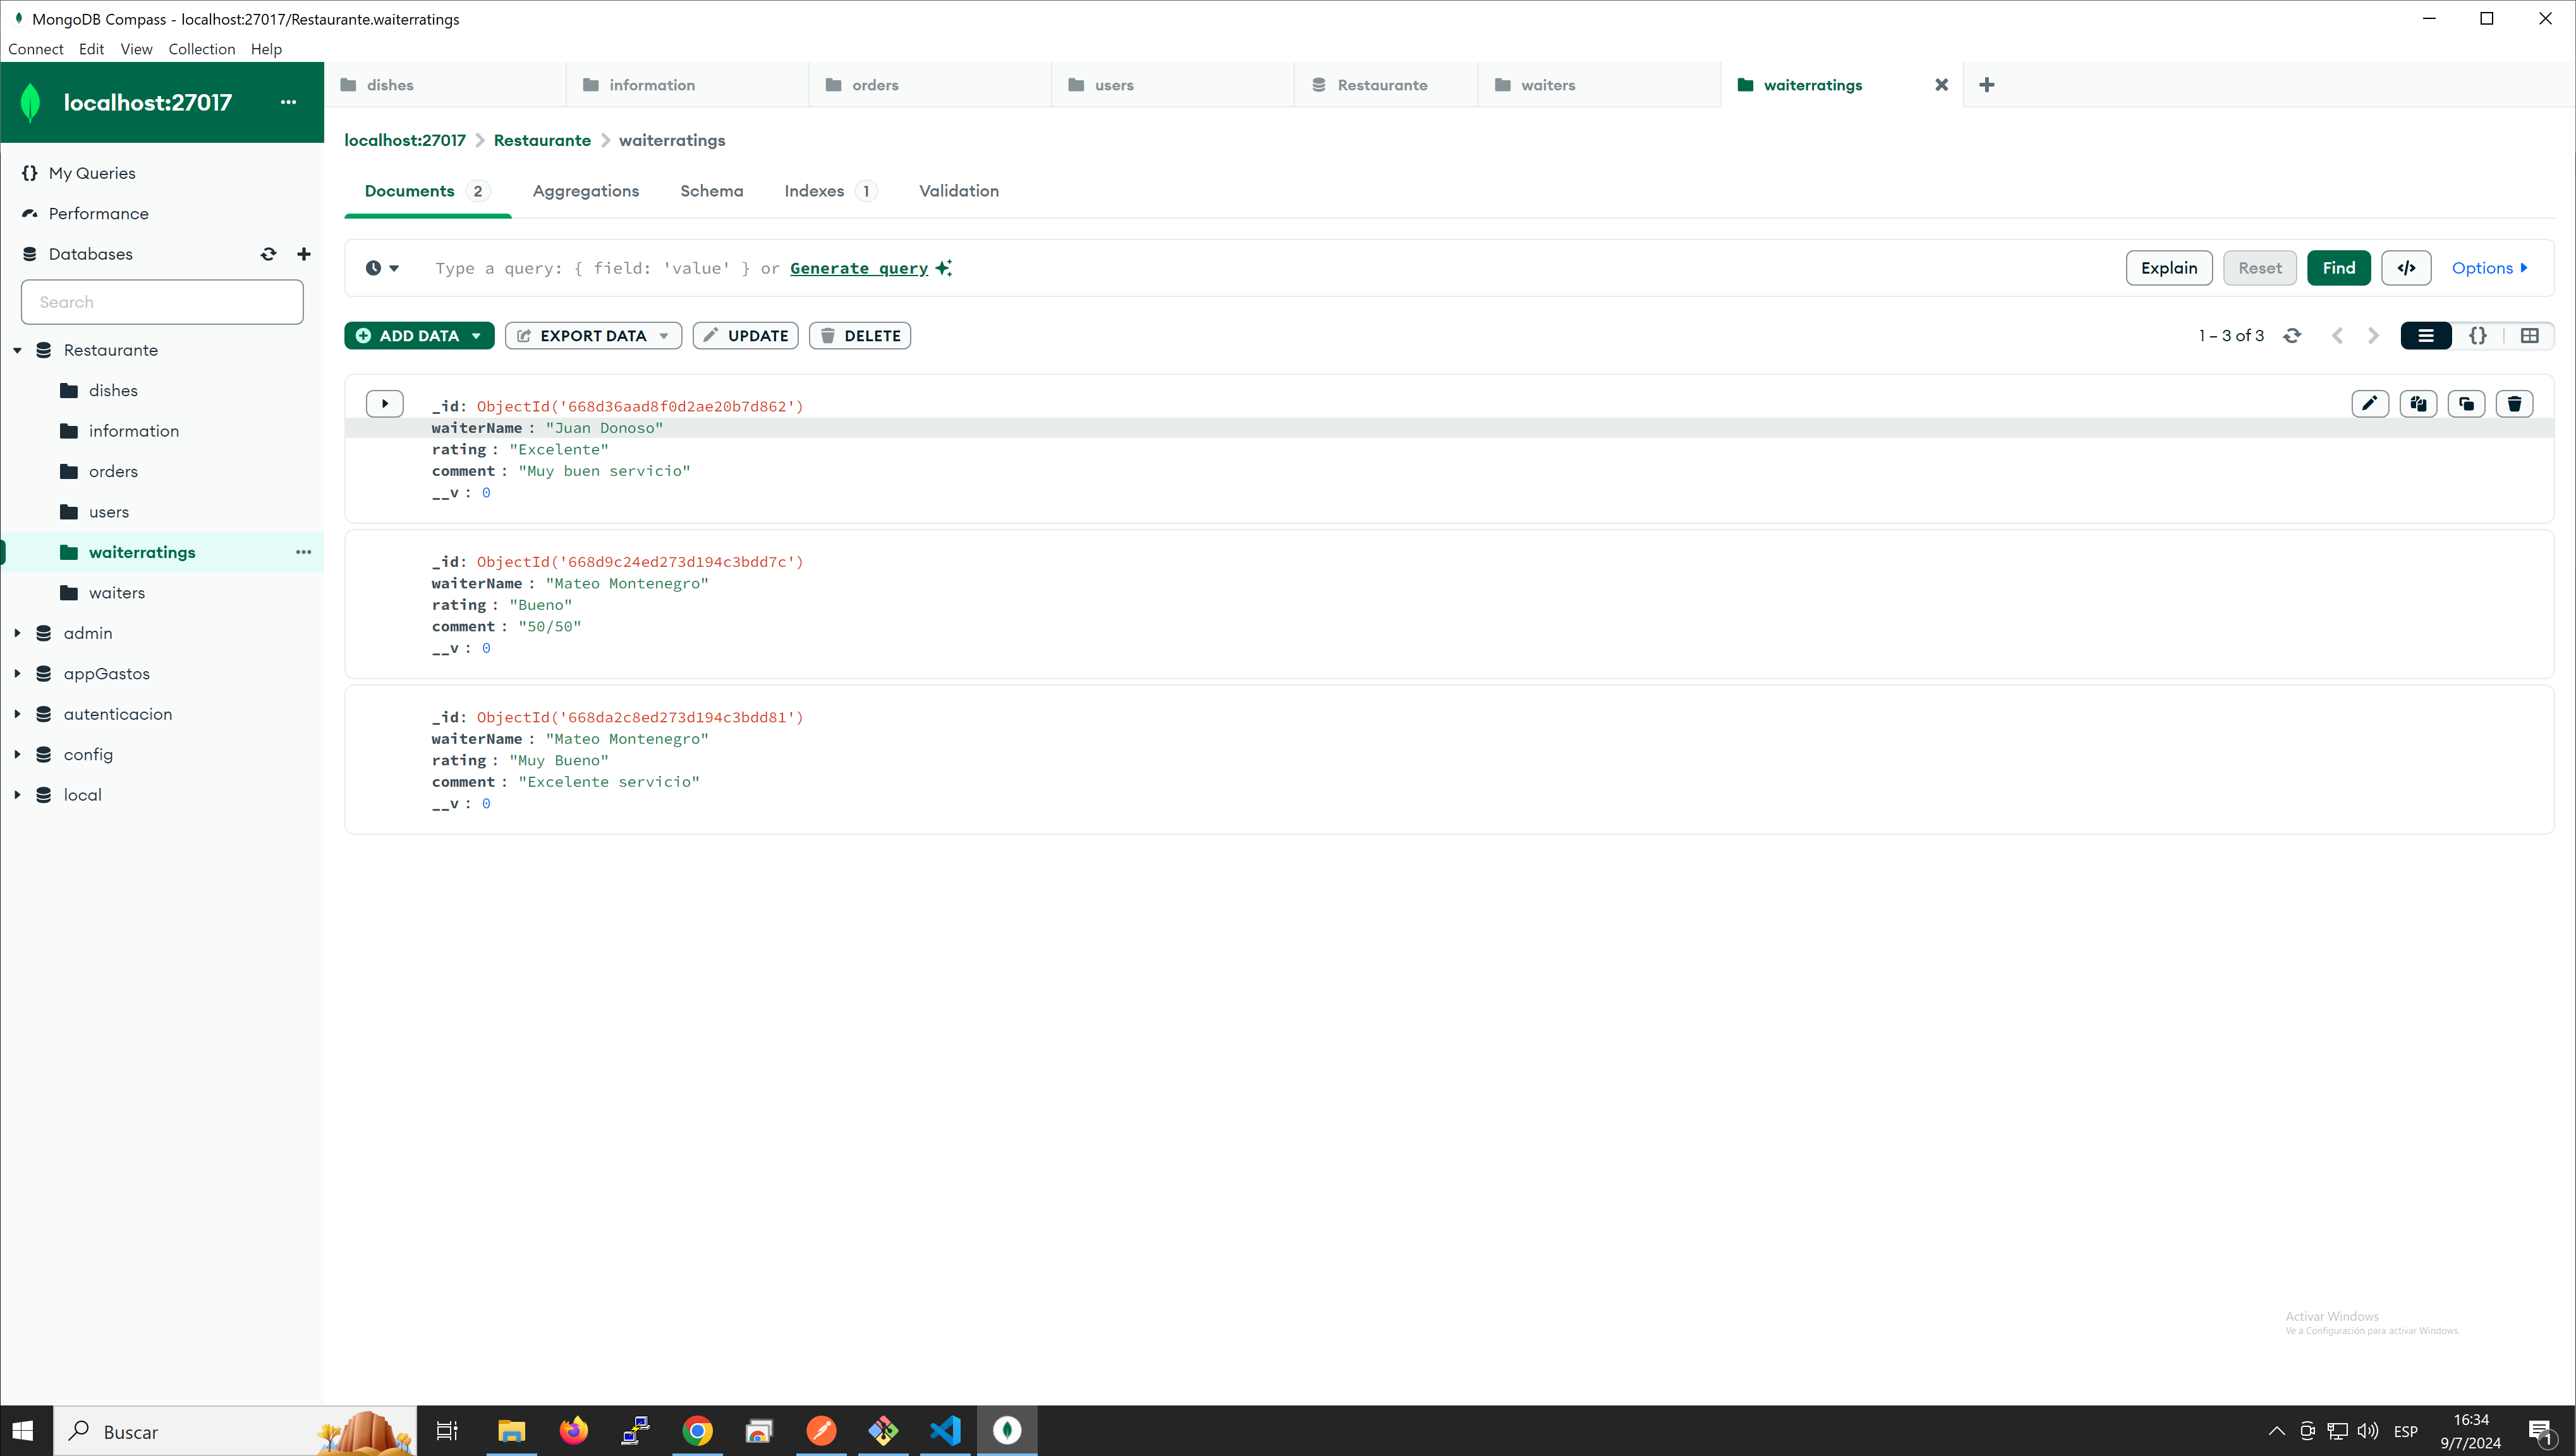 MongoDB Compass - localhost:27017/Restaurante.waiterratings
Connect Edit View Collection Help
localhost:27017
dishes information orders users Restaurante waiters waiterratings
localhost:27017 Restaurante waiterratings
My Queries
Performance
Databases
Search
Restaurante
dishes
information
orders
users
waiterratings
waiters
admin
appGastos
autenticacion
config
local
Documents 2 Aggregations Schema Indexes 1 Validation
Type a query: { field: 'value' } or Generate query
Explain Reset Find </> Options
ADD DATA EXPORT DATA UPDATE DELETE
1 – 3 of 3 {}
_id: ObjectId('668d36aad8f0d2ae20b7d862')
waiterName : "Juan Donoso"
rating : "Excelente"
comment : "Muy buen servicio"
__v : 0
_id: ObjectId('668d9c24ed273d194c3bdd7c')
waiterName : "Mateo Montenegro"
rating : "Bueno"
comment : "50/50"
__v : 0
_id: ObjectId('668da2c8ed273d194c3bdd81')
waiterName : "Mateo Montenegro"
rating : "Muy Bueno"
comment : "Excelente servicio"
__v : 0
Activar Windows
Ve a Configuración para activar Windows.
Buscar
ESP
16:34
9/7/2024
1